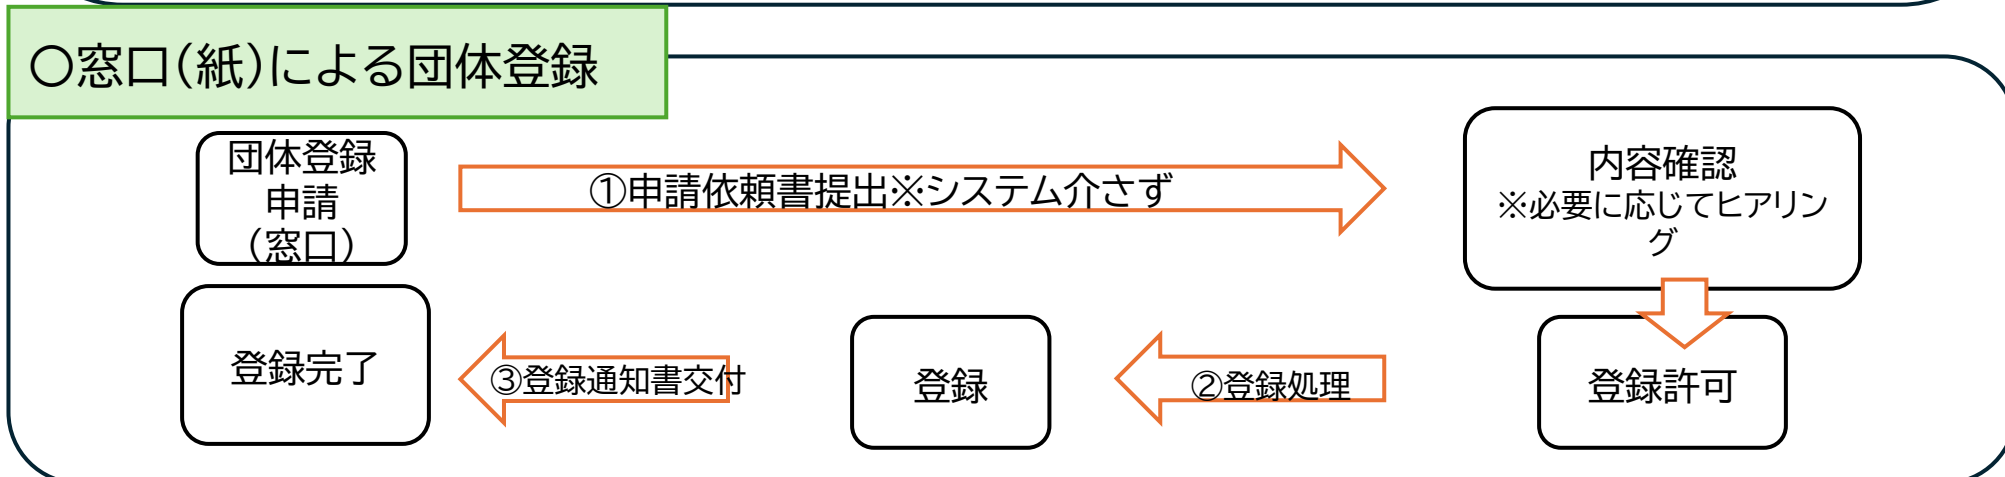 〇窓口(紙)による団体登録
団体登録
申請
(窓口)
①申請依頼書提出※システム介さず
内容確認
※必要に応じてヒアリン
グ
登録完了
③登録通知書交付
登録
②登録処理
登録許可